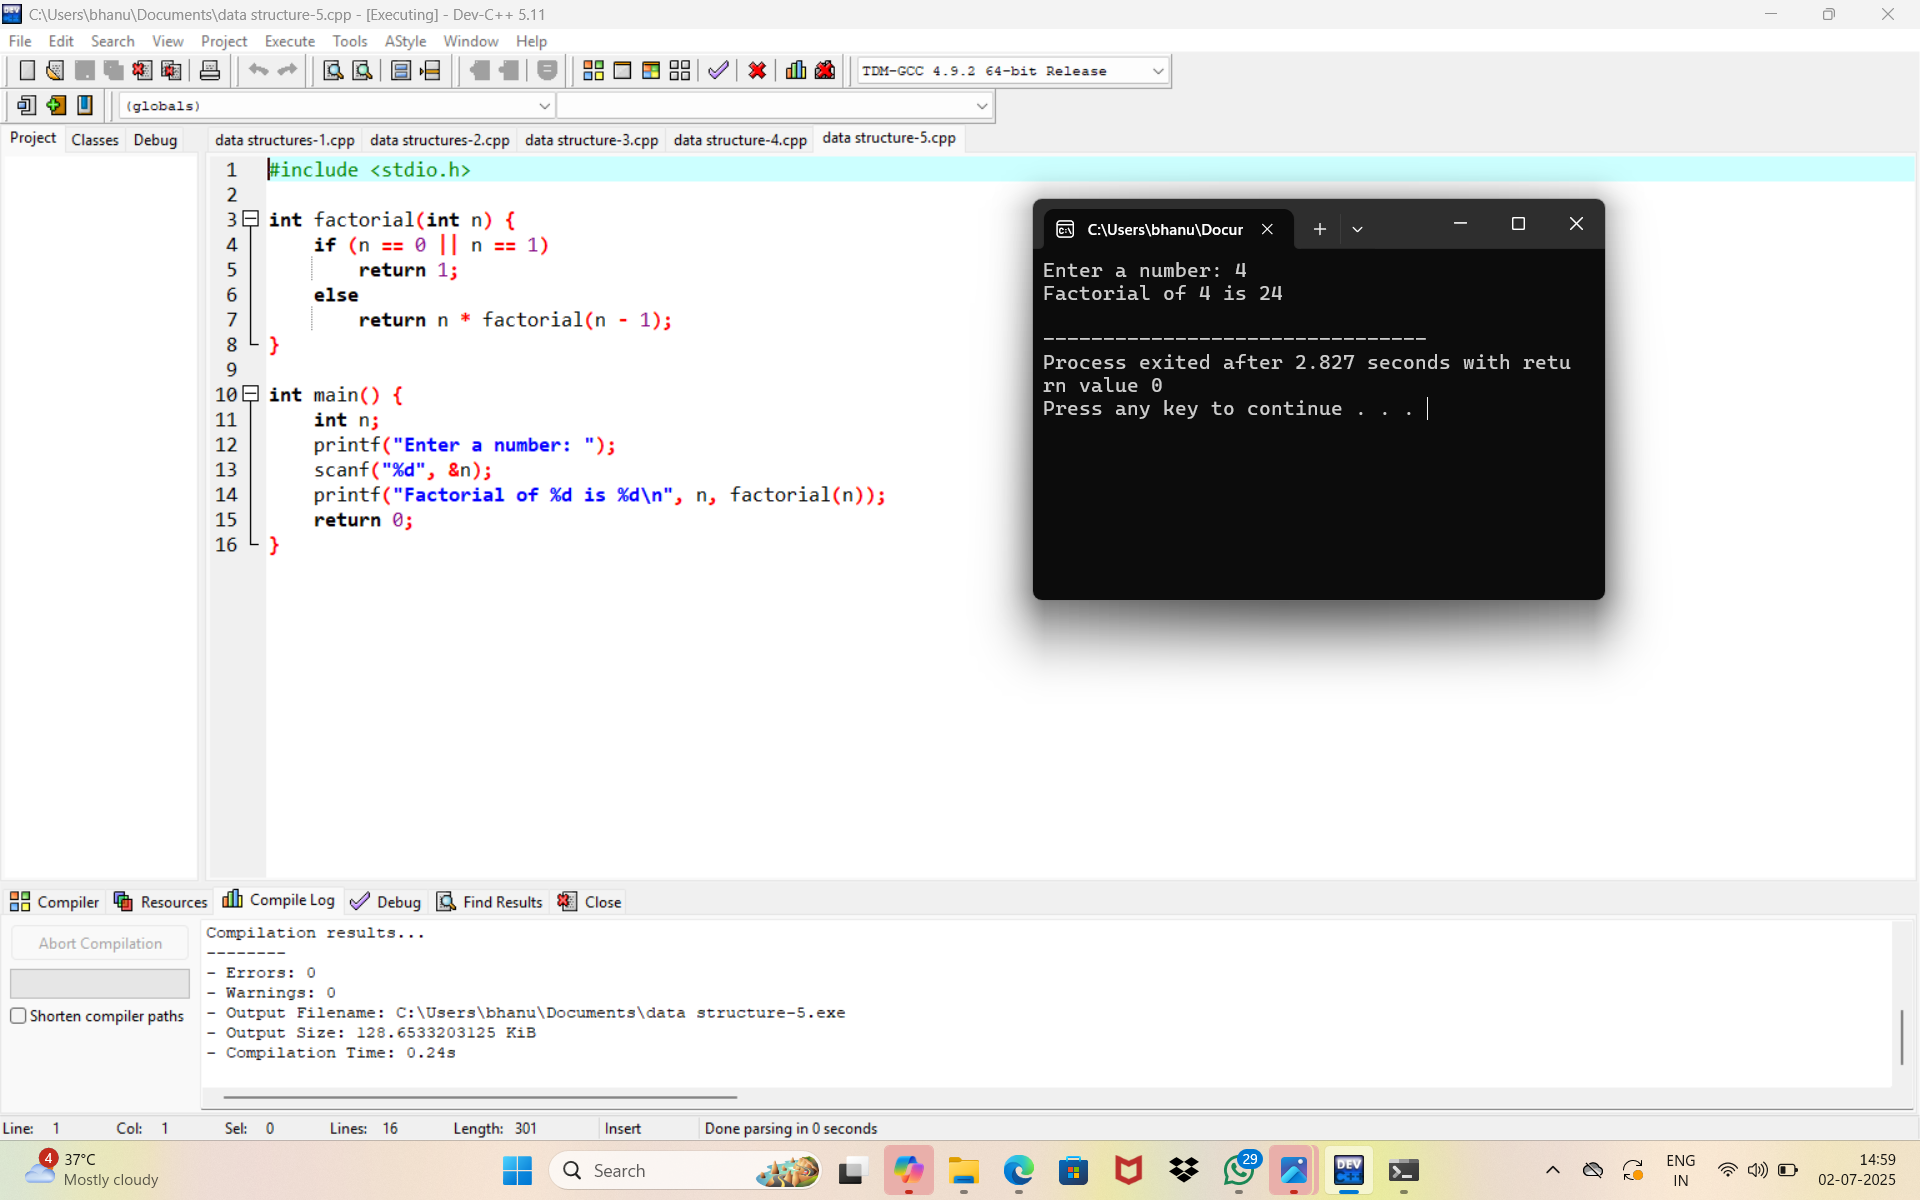 C:\Users\bhanu\Documents\data structure-5.cpp - [Executing] - Dev-C++ 5.11
File Edit Search View Project Execute Tools AStyle Window Help
TDM-GCC 4.9.2 64-bit Release
(globals)
Project Classes Debug
data structures-1.cpp data structures-2.cpp data structure-3.cpp data structure-4.cpp data structure-5.cpp
1 #include <stdio.h>
2
3 int factorial(int n) {
4     if (n == 0 || n == 1)
5         return 1;
6     else
7         return n * factorial(n - 1);
8 }
9
10 int main() {
11     int n;
12     printf("Enter a number: ");
13     scanf("%d", &n);
14     printf("Factorial of %d is %d\n", n, factorial(n));
15     return 0;
16 }
C:\Users\bhanu\Docur
Enter a number: 4
Factorial of 4 is 24
--------------------------------
Process exited after 2.827 seconds with retu
rn value 0
Press any key to continue . . .
Compiler Resources Compile Log Debug Find Results Close
Abort Compilation
Shorten compiler paths
Compilation results...
--------
- Errors: 0
- Warnings: 0
- Output Filename: C:\Users\bhanu\Documents\data structure-5.exe
- Output Size: 128.6533203125 KiB
- Compilation Time: 0.24s
Line: 1 Col: 1 Sel: 0 Lines: 16 Length: 301 Insert Done parsing in 0 seconds
4
37°C
Mostly cloudy
Search
DEV
29
ENG
IN
14:59
02-07-2025